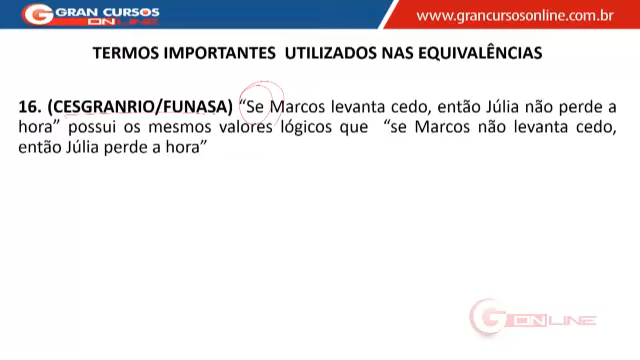 GRAN CURSOS
ONLINE
www.grancursosonline.com.br
TERMOS IMPORTANTES UTILIZADOS NAS EQUIVALÊNCIAS
16. (CESGRANRIO/FUNASA) “Se Marcos levanta cedo, então Júlia não perde a
hora” possui os mesmos valores lógicos que “se Marcos não levanta cedo,
então Júlia perde a hora”
G ONLINE